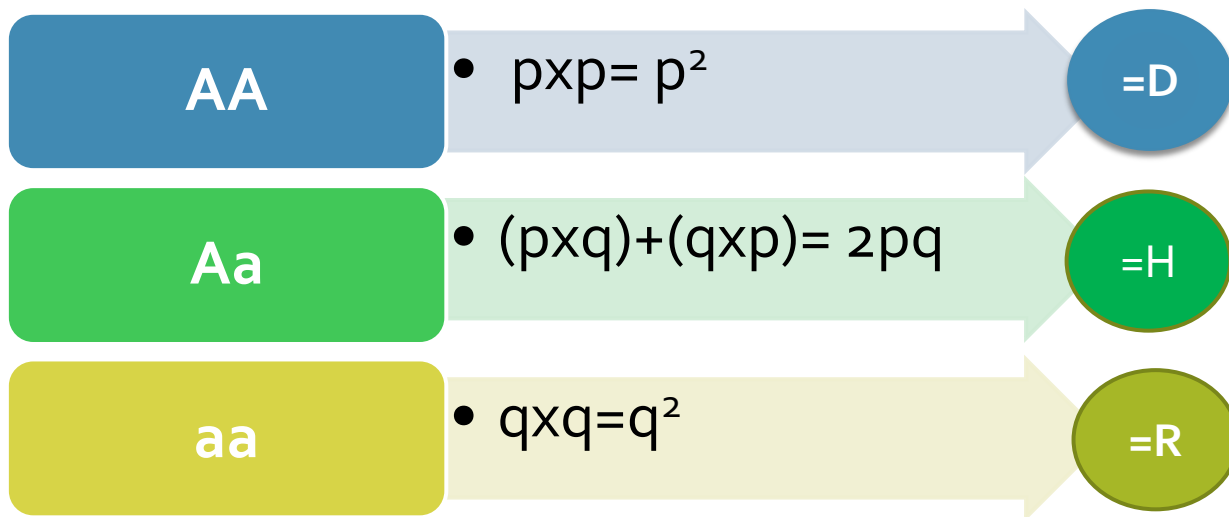 AA • pxp= p² =D
Aa • (pxq)+(qxp)= 2pq =H
aa • qxq=q² =R